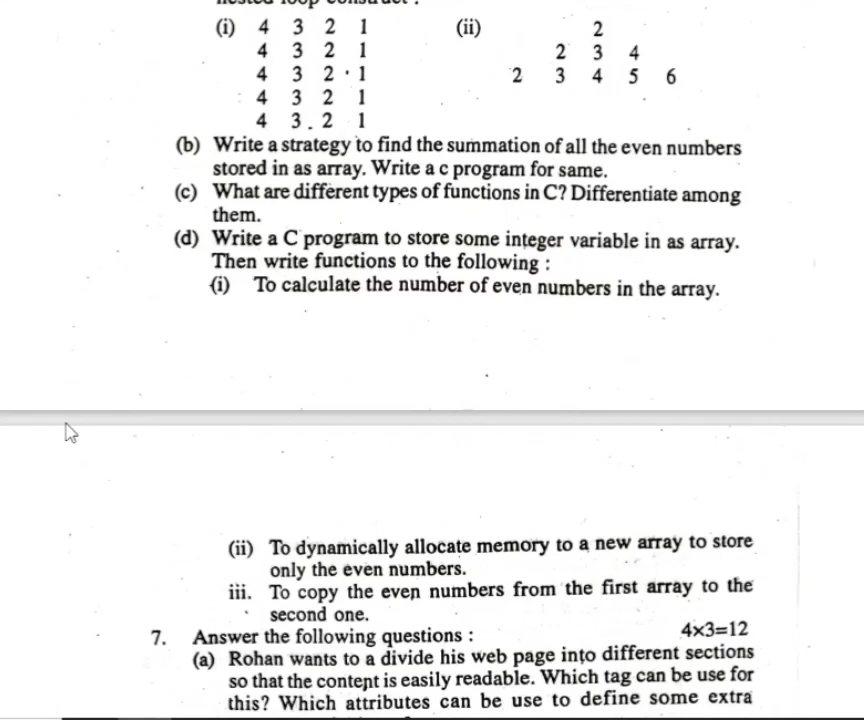 nested loop construct :
(i) 4 3 2 1 (ii) 2
4 3 2 1 2 3 4
4 3 2 1 2 3 4 5 6
4 3 2 1
4 3 2 1
(b) Write a strategy to find the summation of all the even numbers
stored in as array. Write a c program for same.
(c) What are different types of functions in C? Differentiate among
them.
(d) Write a C program to store some integer variable in as array.
Then write functions to the following :
(i) To calculate the number of even numbers in the array.
(ii) To dynamically allocate memory to a new array to store
only the even numbers.
iii. To copy the even numbers from the first array to the
second one.
7. Answer the following questions : 4×3=12
(a) Rohan wants to a divide his web page into different sections
so that the content is easily readable. Which tag can be use for
this? Which attributes can be use to define some extra